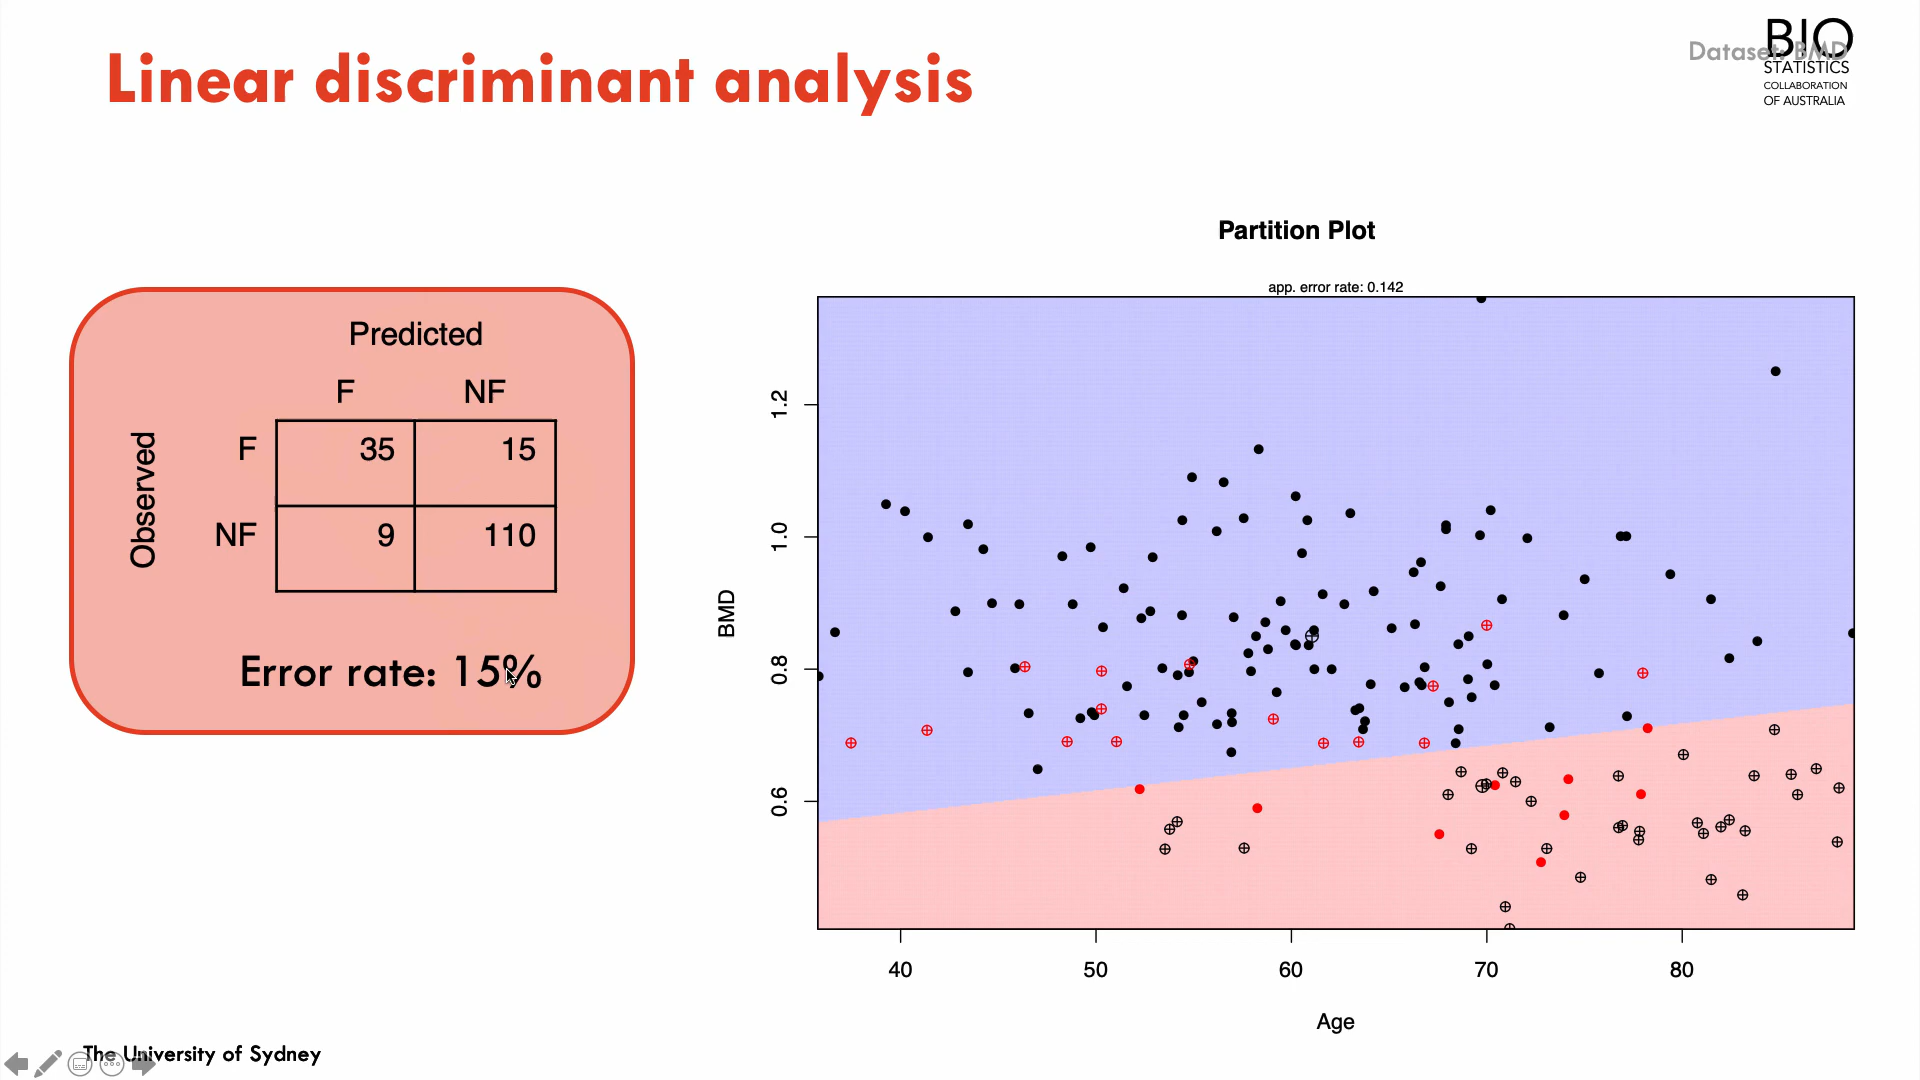 Linear discriminant analysis
Dataset: BMD
BIO
STATISTICS
COLLABORATION
OF AUSTRALIA
Predicted
F NF
Observed
F 35 15
NF 9 110
Error rate: 15%
Partition Plot
app. error rate: 0.142
BMD
1.2
1.0
0.8
0.6
40 50 60 70 80
Age
The University of Sydney